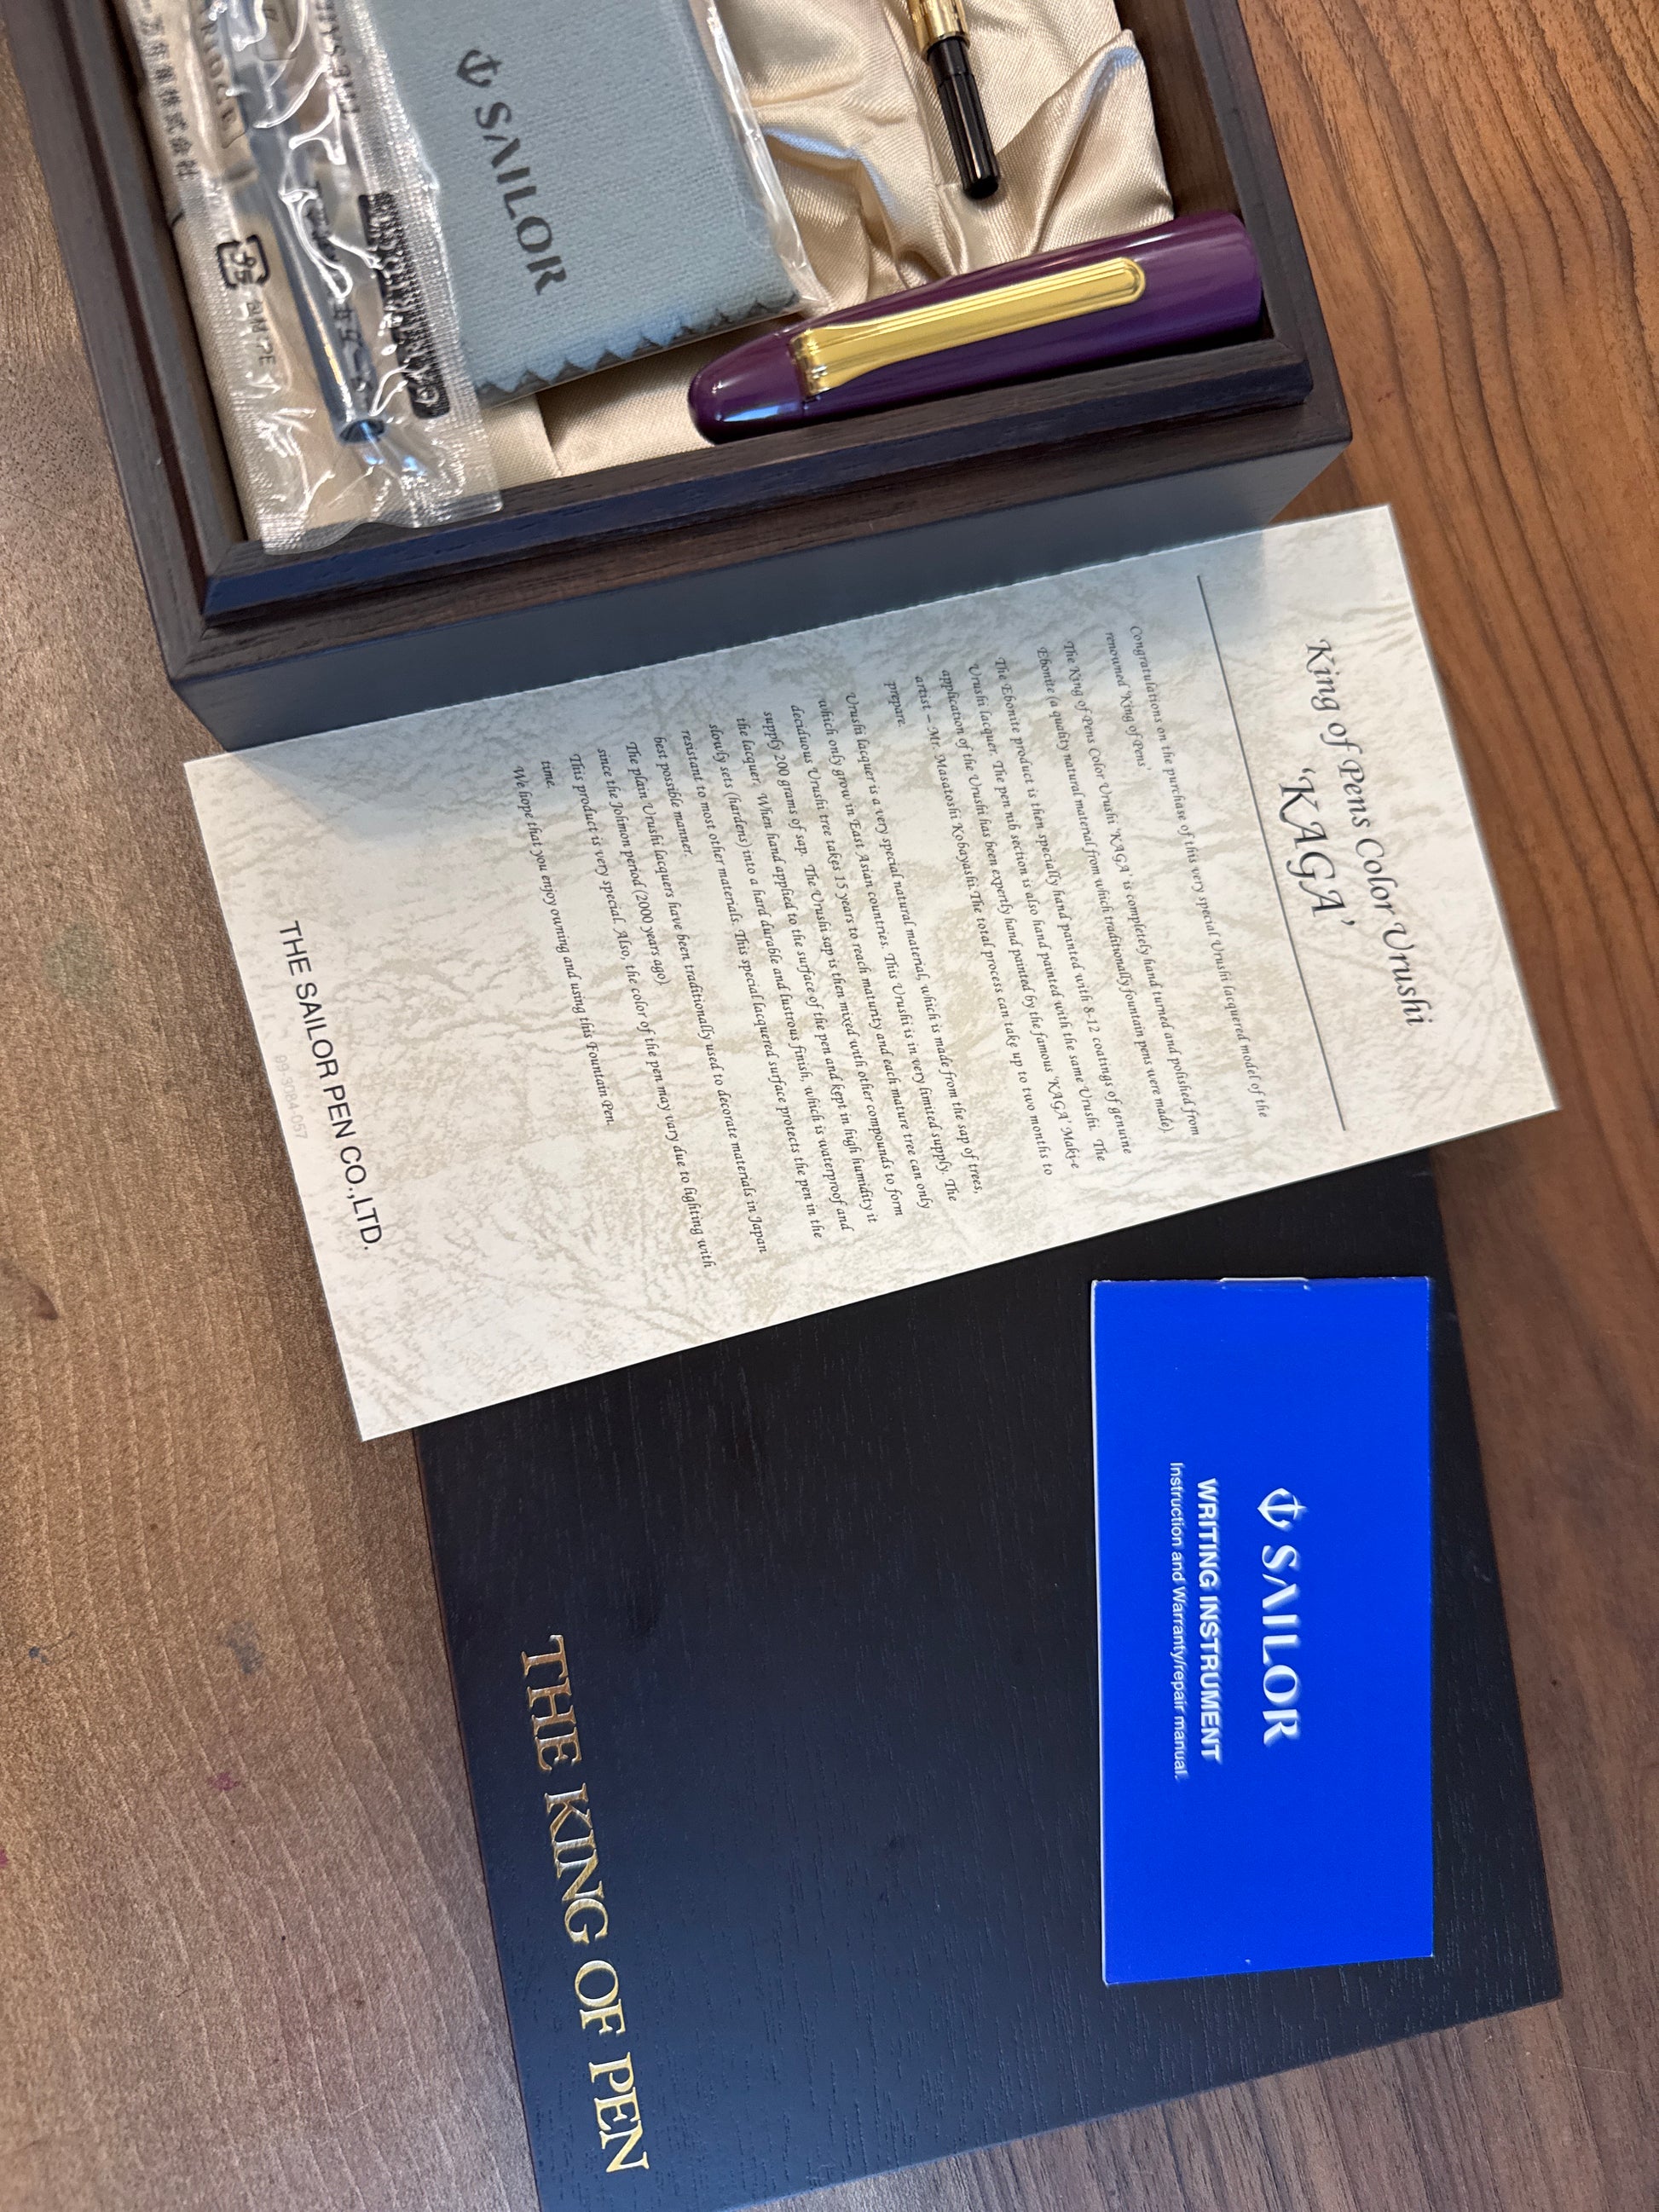 SAILOR
万年筆株式会社
PE
King of Pens Color Urushi
'KAGA'
Congratulations on the purchase of this very special Urushi lacquered model of the
renowned 'King of Pens'
The King of Pens Color Urushi 'KAGA' is completely hand turned and polished from
Ebonite (a quality natural material from which traditionally fountain pens were made).
The Ebonite product is then specially hand painted with 8-12 coatings of genuine
Urushi lacquer. The pen nib section is also hand painted with the same Urushi. The
application of the Urushi has been expertly hand painted by the famous 'KAGA' Maki-e
artist – Mr. Masatoshi Kobayashi. The total process can take up to two months to
prepare.
Urushi lacquer is a very special natural material, which is made from the sap of trees,
which only grow in East Asian countries. This Urushi is in very limited supply. The
deciduous Urushi tree takes 15 years to reach maturity and each mature tree can only
supply 200 grams of sap. The Urushi sap is then mixed with other compounds to form
the lacquer. When hand applied to the surface of the pen and kept in high humidity it
slowly sets (hardens) into a hard durable and lustrous finish, which is waterproof and
resistant to most other materials. This special lacquered surface protects the pen in the
best possible manner.
The plain Urushi lacquers have been traditionally used to decorate materials in Japan
since the Johmon period (2000 years ago).
This product is very special. Also, the color of the pen may vary due to lighting with
time.
We hope that you enjoy owning and using this Fountain Pen.
THE SAILOR PEN CO.,LTD.
99-084-057
SAILOR
WRITING INSTRUMENT
Instruction and Warranty/repair manual.
THE KING OF PEN